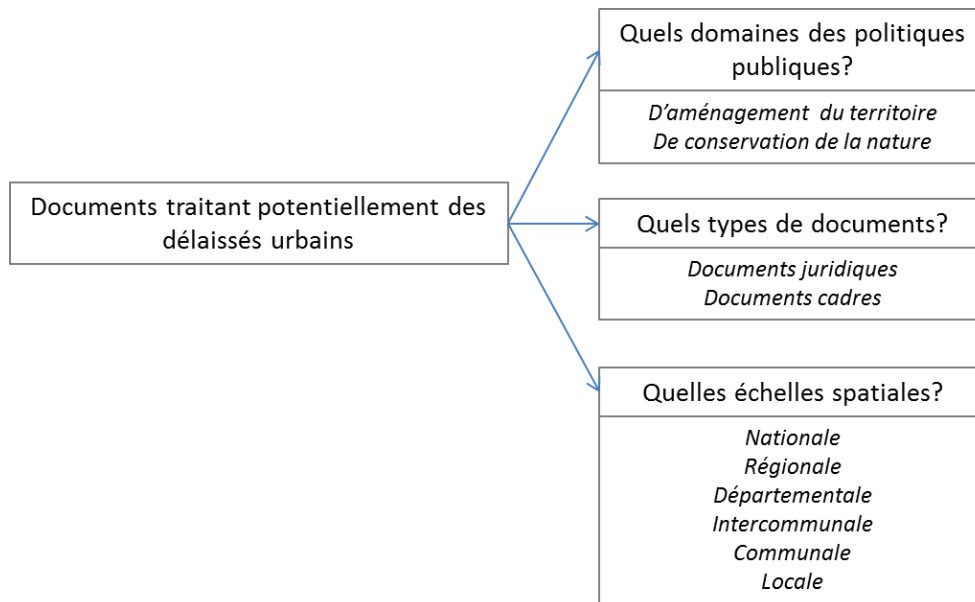 Documents traitant potentiellement des
délaissés urbains
Quels domaines des politiques
publiques?
D'aménagement du territoire
De conservation de la nature
Quels types de documents?
Documents juridiques
Documents cadres
Quelles échelles spatiales?
Nationale
Régionale
Départementale
Intercommunale
Communale
Locale